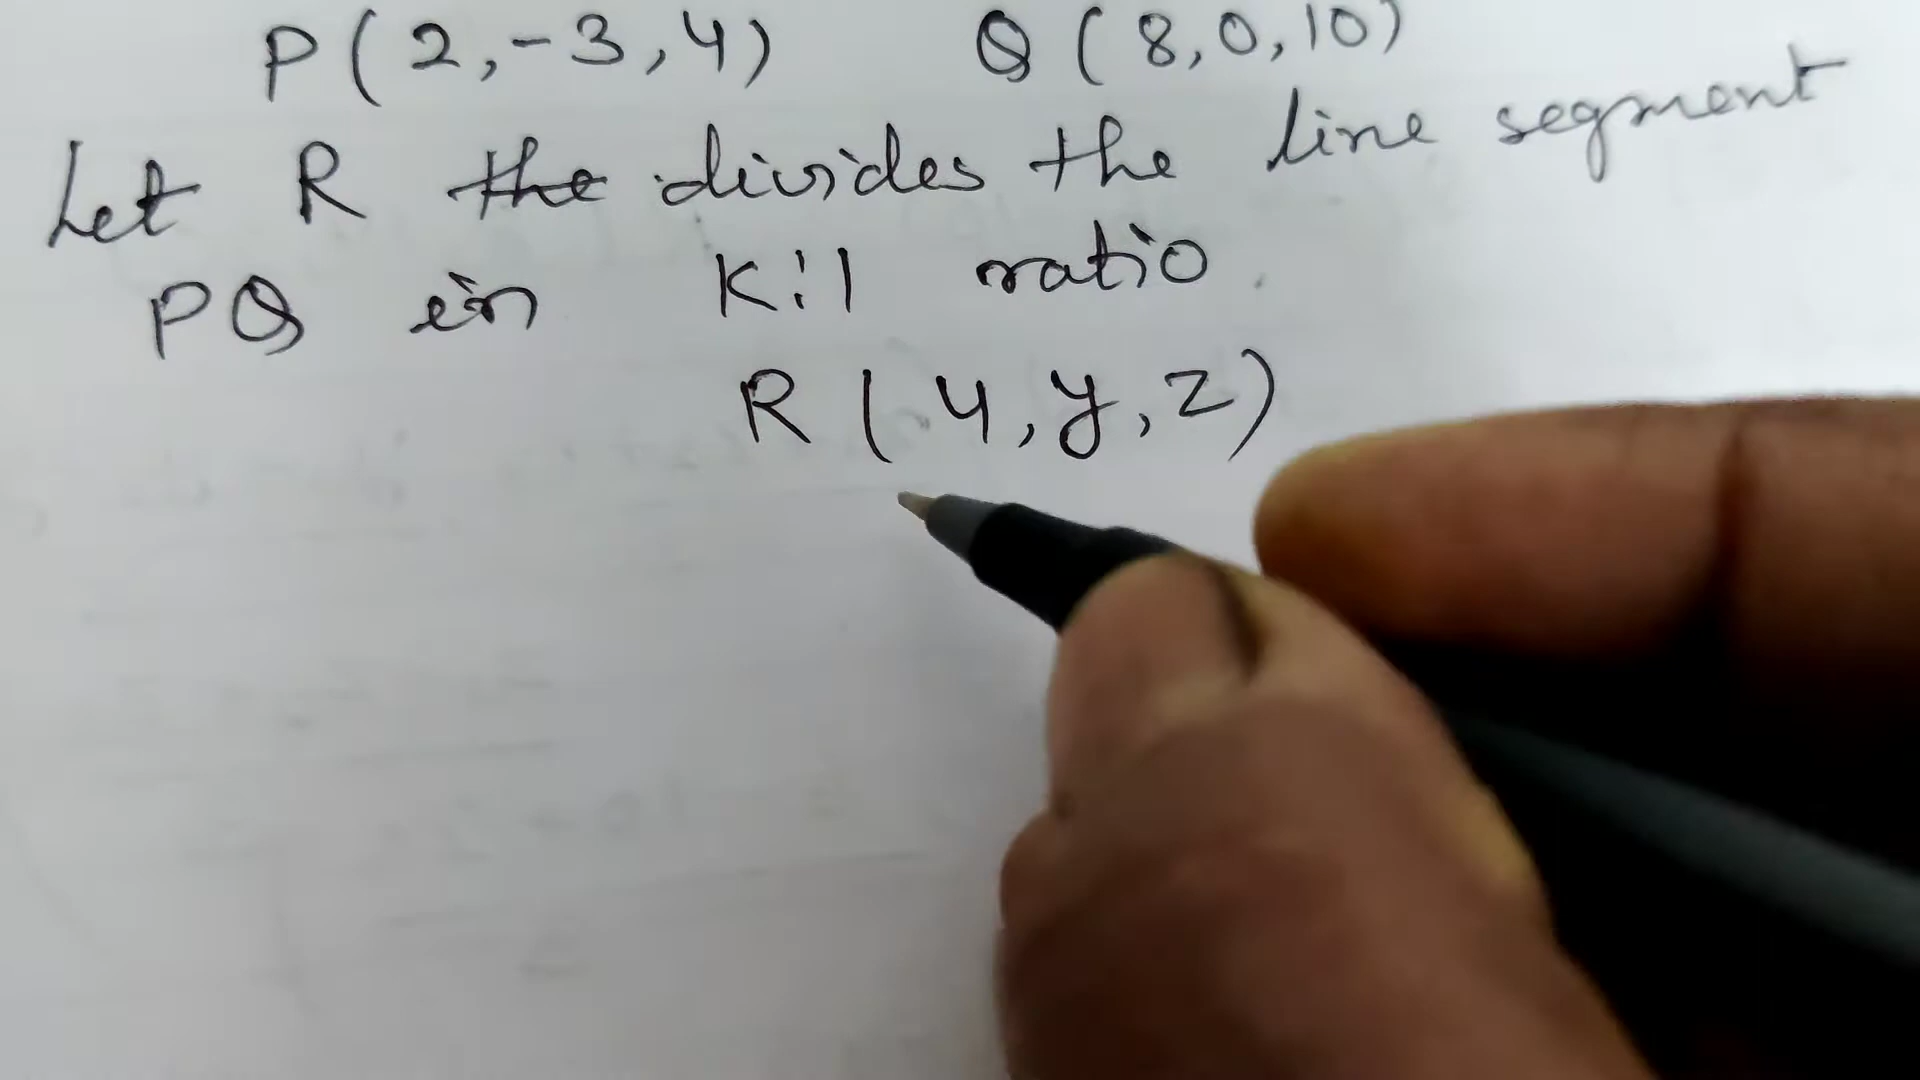 P(2,-3,4) Q(8,0,10)
Let R the divides the line segment
PQ in K:1 ratio.
R(4,y,z)